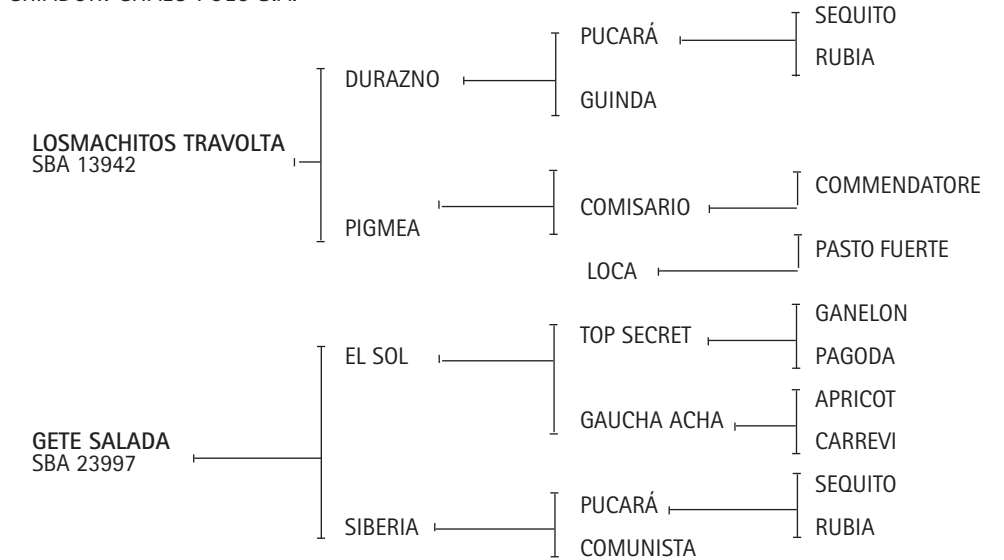 SEQUITO
PUCARÁ
RUBIA
DURAZNO
GUINDA
LOSMACHITOS TRAVOLTA
SBA 13942
COMMENDATORE
COMISARIO
PIGMEA
PASTO FUERTE
LOCA
GANELON
TOP SECRET
EL SOL
PAGODA
APRICOT
GAUCHA ACHA
CARREVI
GETE SALADA
SBA 23997
SEQUITO
PUCARÁ
SIBERIA
RUBIA
COMUNISTA